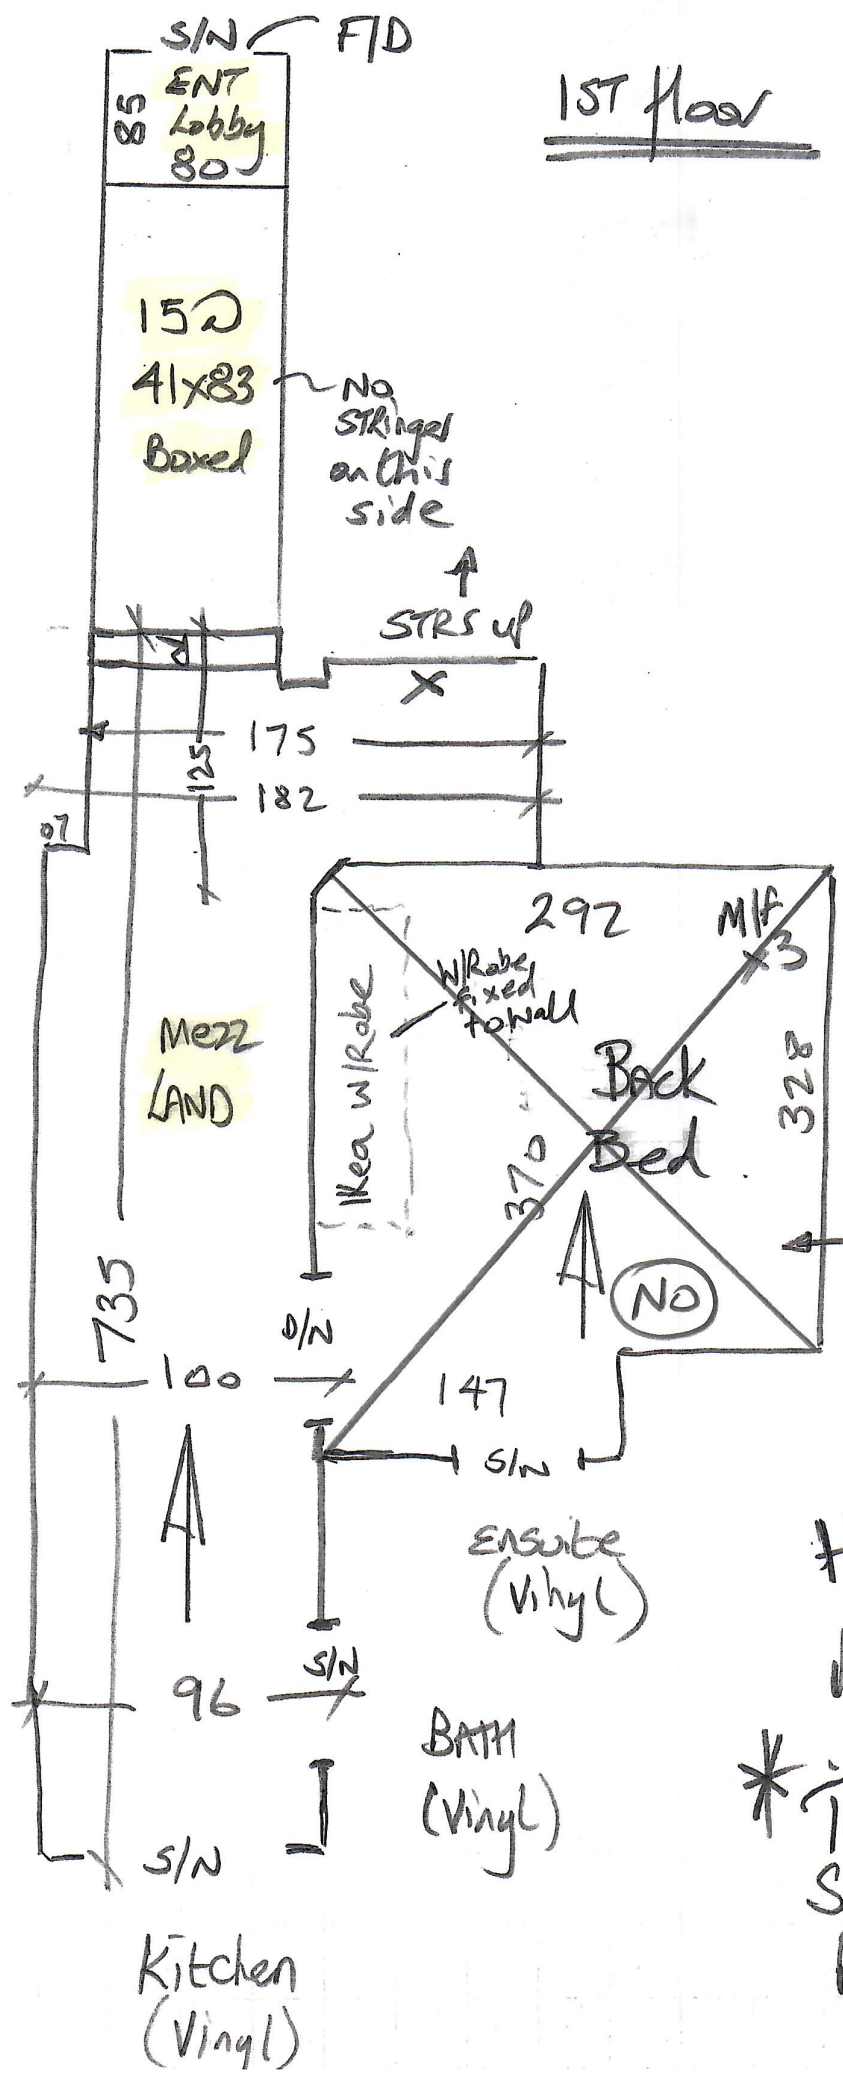 S/N F/D
1ST floor
ENT
Lobby
80
85
15
41x83
Boxed
No
STRinger
on this
side
STRS up
X
175
125
182
07
292
M/F
x3
W/Robe
fixed
to Wall
Ikea W/Robe
Mezz
LAND
Back
Bed
328
370
NO
735
D/N
100
147
S/N
Ensuite
(Vinyl)
S/N
96
BATH
(Vinyl)
*
S/N
Kitchen
(Vinyl)